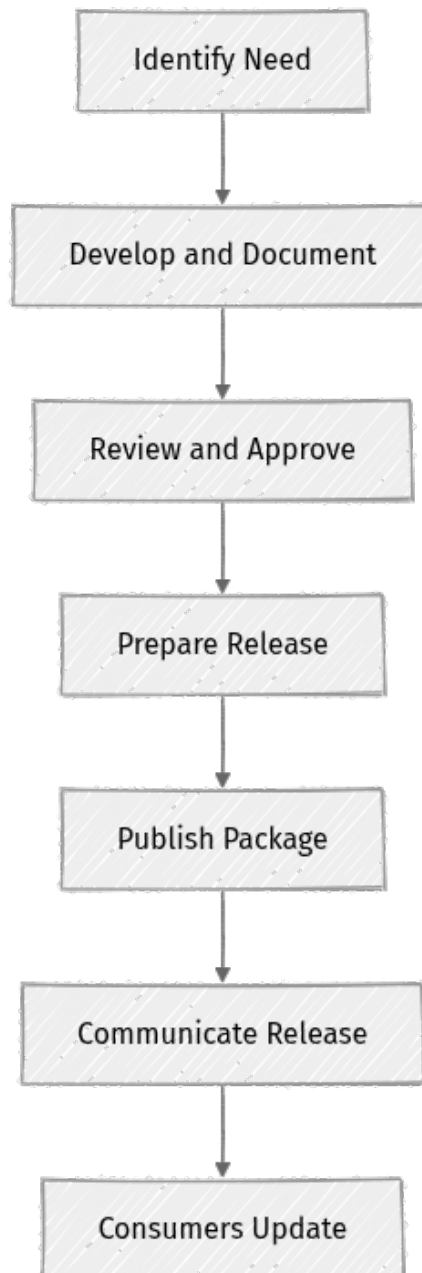 Identify Need
Develop and Document
Review and Approve
Prepare Release
Publish Package
Communicate Release
Consumers Update